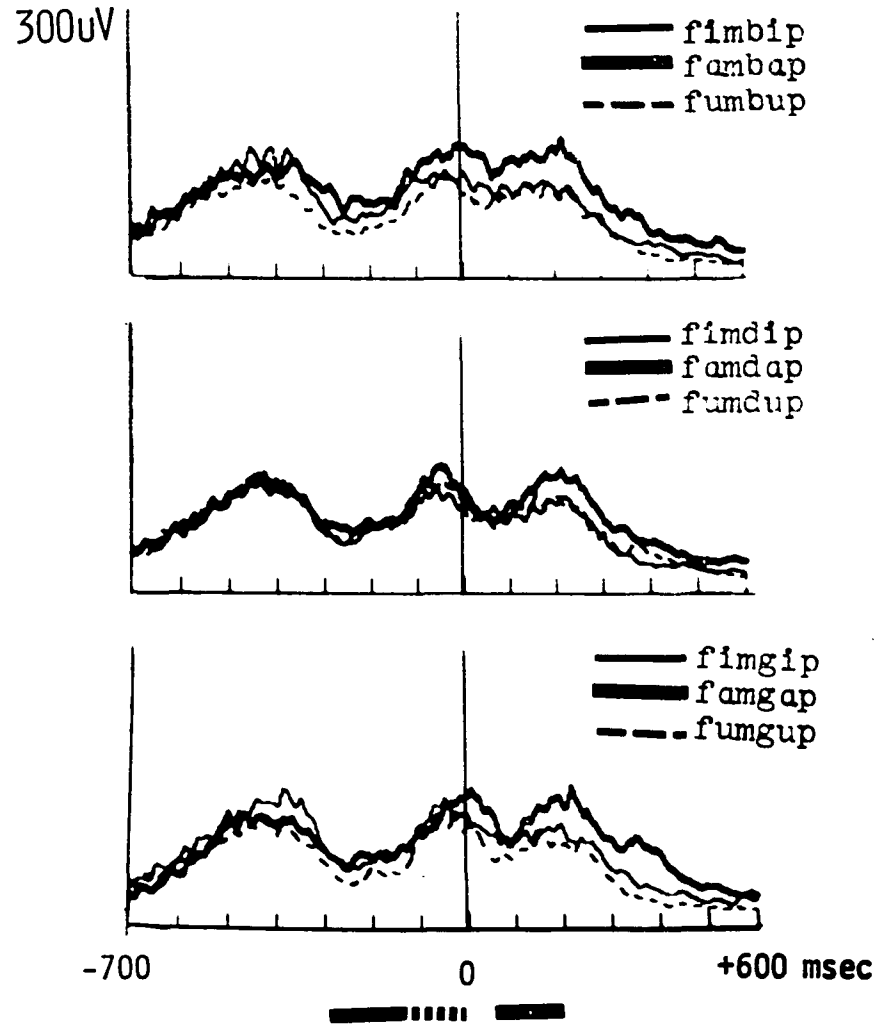 300uV
fimbip
fambap
fumbup
fimdip
famdap
fumdup
fimgip
famgap
fumgup
-700 0 +600 msec